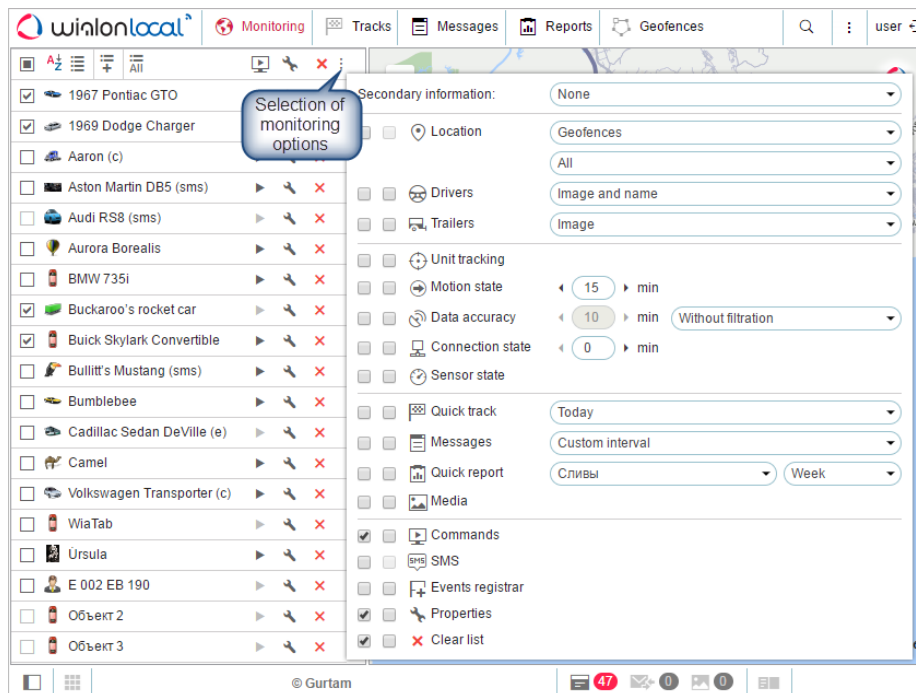 wialon local Monitoring Tracks Messages Reports Geofences user
A Z All
Secondary information: None
1967 Pontiac GTO
Selection of
monitoring
options
1969 Dodge Charger
Location Geofences
Aaron (c)
All
Aston Martin DB5 (sms)
Drivers Image and name
Audi RS8 (sms)
Trailers Image
Aurora Borealis
Unit tracking
BMW 735i
Motion state 15 min
Buckaroo's rocket car
Data accuracy 10 min Without filtration
Buick Skylark Convertible
Connection state 0 min
Bullitt's Mustang (sms)
Sensor state
Bumblebee
Quick track Today
Cadillac Sedan DeVille (e)
Messages Custom interval
Camel
Quick report Сливы Week
Volkswagen Transporter (c)
Media
WiaTab
Commands
Ùrsula
SMS SMS
E 002 EB 190
Events registrar
Объект 2
Properties
Объект 3
Clear list
© Gurtam 47 0 0